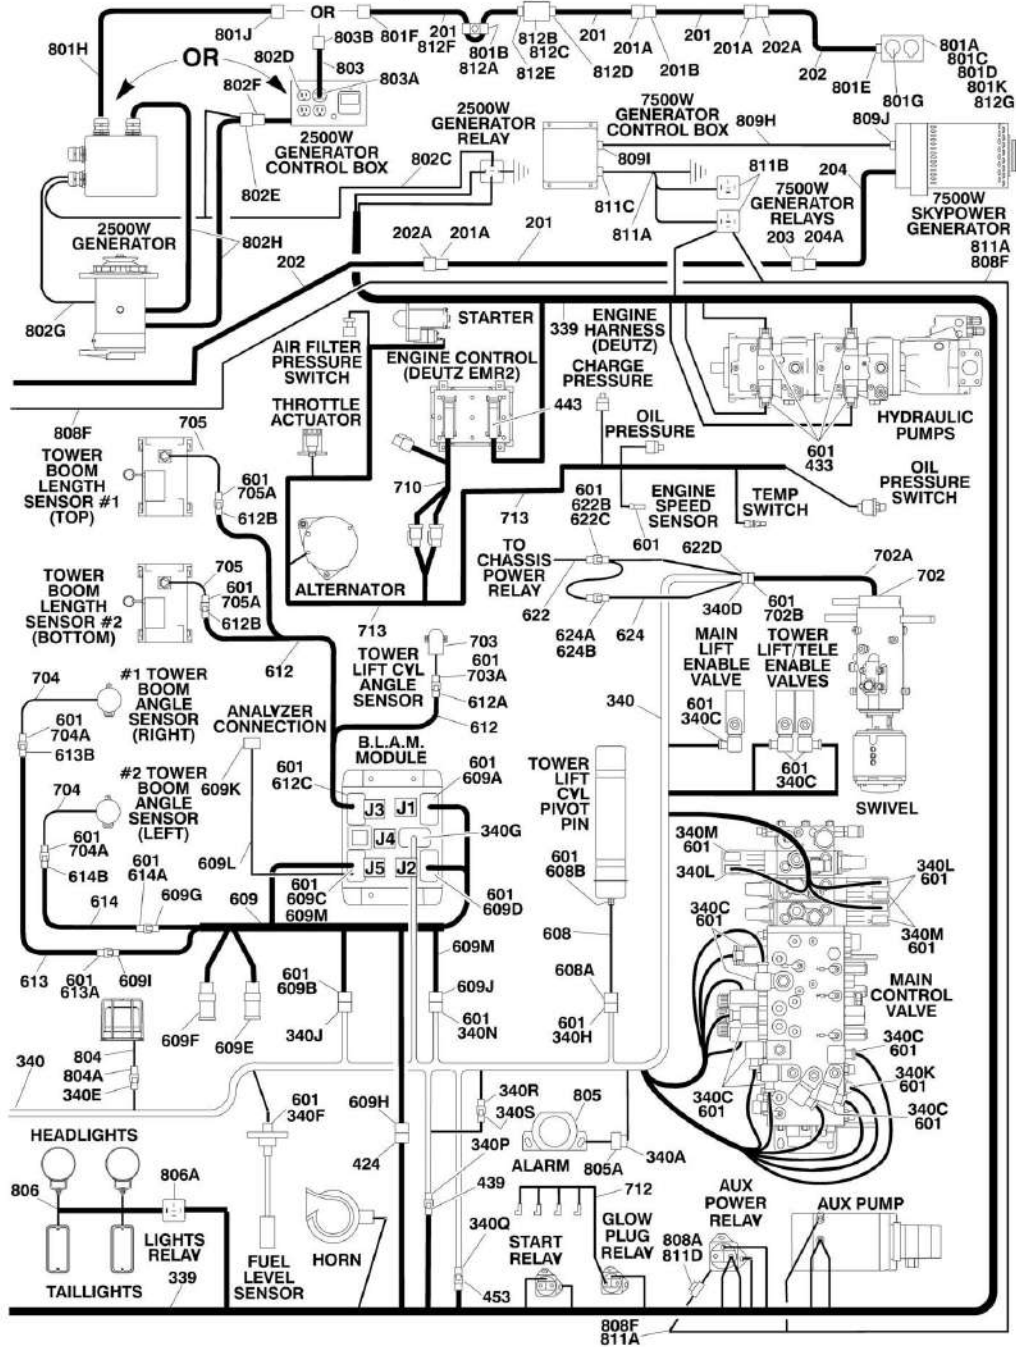 OR
801H
801J
803B
801F
201
812F
801B
812A
812B
812C
812E
812D
201
201A
201B
201
201A
202A
202
801E
801G
801A
801C
801D
801K
812G
OR
802D
802F
803
803A
2500W
GENERATOR
CONTROL BOX
802E
2500W
GENERATOR
RELAY
802C
7500W
GENERATOR
CONTROL BOX
809H
809J
809I
811C
811A
811B
7500W
GENERATOR
RELAYS
204
7500W
SKYPOWER
GENERATOR
811A
808F
2500W
GENERATOR
802H
202
802G
202A
201A
201
203
204A
STARTER
339
ENGINE
HARNESS
(DEUTZ)
AIR FILTER
PRESSURE
SWITCH
ENGINE CONTROL
(DEUTZ EMR2)
CHARGE
PRESSURE
THROTTLE
ACTUATOR
443
OIL
PRESSURE
HYDRAULIC
PUMPS
601
433
808F
705
TOWER
BOOM
LENGTH
SENSOR #1
(TOP)
601
705A
612B
710
713
601
622B
622C
ENGINE
SPEED
SENSOR
601
TEMP
SWITCH
OIL
PRESSURE
SWITCH
ALTERNATOR
TO
CHASSIS
POWER
RELAY
622D
702A
702
TOWER
BOOM
LENGTH
SENSOR #2
(BOTTOM)
705
601
705A
612B
713
622
624A
624B
624
340D
601
702B
612
703
TOWER
LIFT CYL
ANGLE
SENSOR
601
703A
612A
612
MAIN
LIFT
ENABLE
VALVE
TOWER
LIFT/TELE
ENABLE
VALVES
704
#1 TOWER
BOOM
ANGLE
SENSOR
(RIGHT)
601
704A
613B
ANALYZER
CONNECTION
609K
B.L.A.M.
MODULE
601
612C
601
609A
340
601
340C
601
340C
SWIVEL
TOWER
LIFT
CYL
PIVOT
PIN
704
#2 TOWER
BOOM
ANGLE
SENSOR
(LEFT)
J3
J1
J4
J5
J2
340G
601
704A
614B
601
614A
609G
609L
614
609
601
609C
609M
601
609D
601
608B
340M
601
340L
340L
601
340C
601
340M
601
613
601
613A
609I
609F
609E
601
609B
340J
609M
609J
601
340N
608
608A
601
340H
MAIN
CONTROL
VALVE
340C
601
340K
601
340C
601
340C
601
340
804
804A
340E
601
340F
609H
424
340R
340S
340P
439
805
ALARM
805A
340A
HEADLIGHTS
806
806A
LIGHTS
RELAY
TAILLIGHTS
339
FUEL
LEVEL
SENSOR
HORN
340Q
453
START
RELAY
712
GLOW
PLUG
RELAY
808A
811D
AUX
POWER
RELAY
AUX PUMP
808F
811A